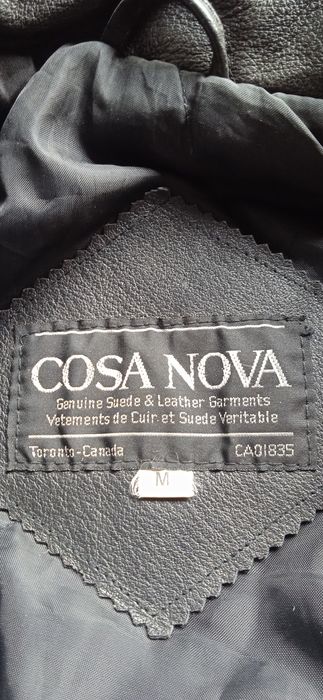 COSA NOVA
Genuine Suede & Leather Garments
Vetements de Cuir et Suede Veritable
Toronto-Canada CA01835
M